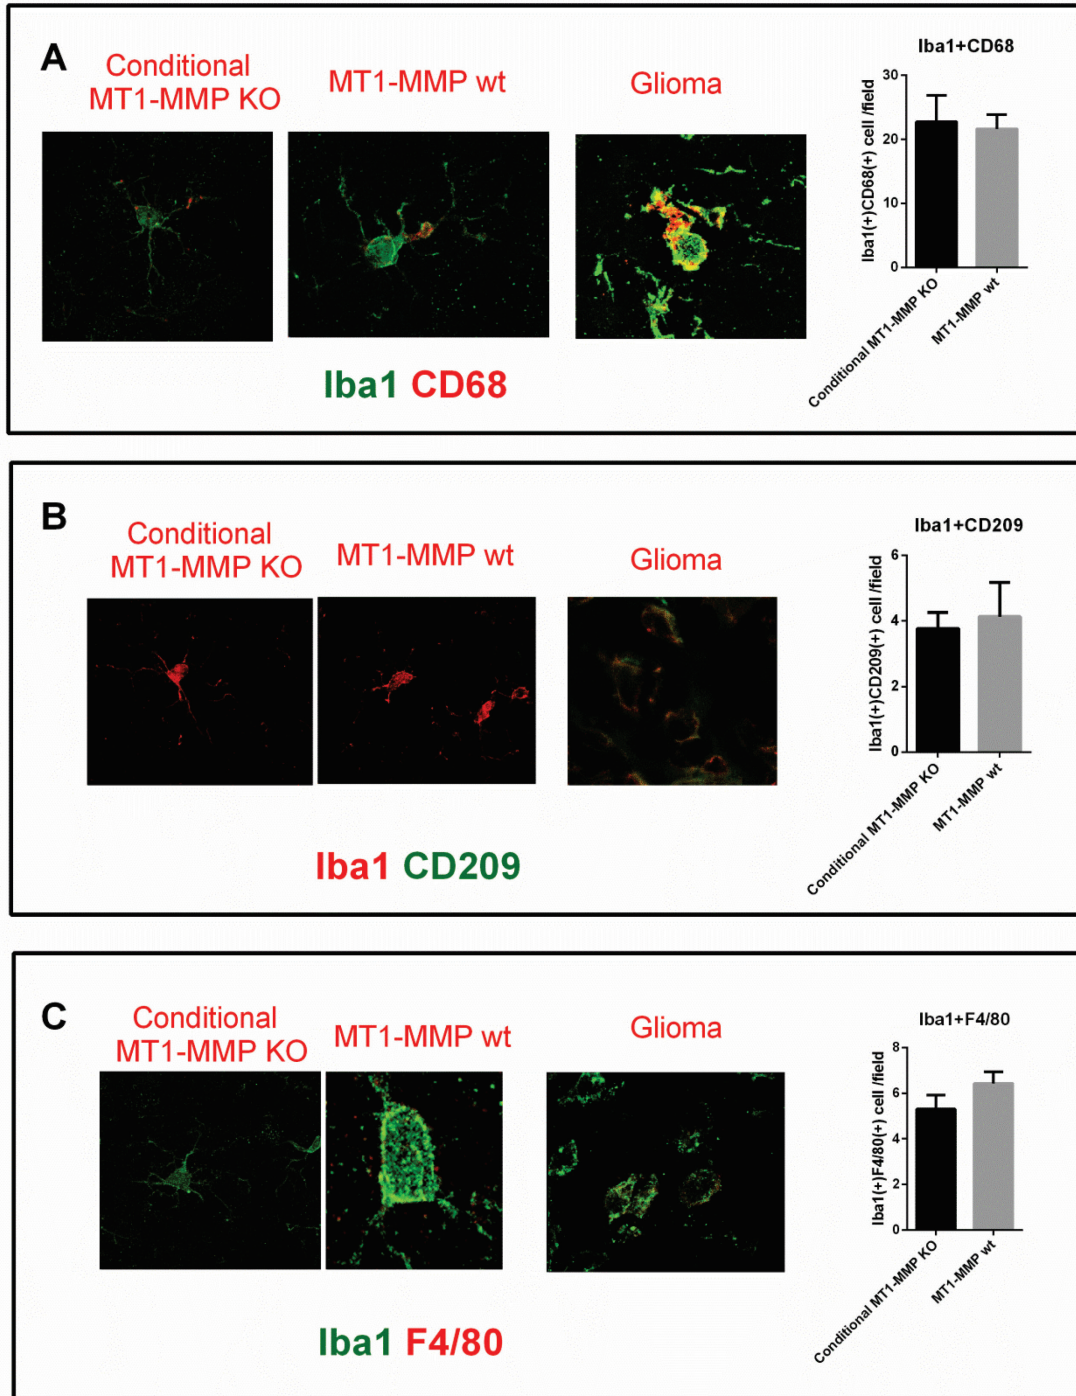 A
Conditional
MT1-MMP KO
MT1-MMP wt
Glioma
Iba1 CD68
Iba1+CD68
Iba1(+)CD68(+) cell /field
30
20
10
0
Conditional MT1-MMP KO
MT1-MMP wt
B
Conditional
MT1-MMP KO
MT1-MMP wt
Glioma
Iba1 CD209
Iba1+CD209
Iba1(+)CD209(+) cell /field
6
4
2
0
Conditional MT1-MMP KO
MT1-MMP wt
C
Conditional
MT1-MMP KO
MT1-MMP wt
Glioma
Iba1 F4/80
Iba1+F4/80
Iba1(+)F4/80(+) cell /field
8
6
4
2
0
Conditional MT1-MMP KO
MT1-MMP wt